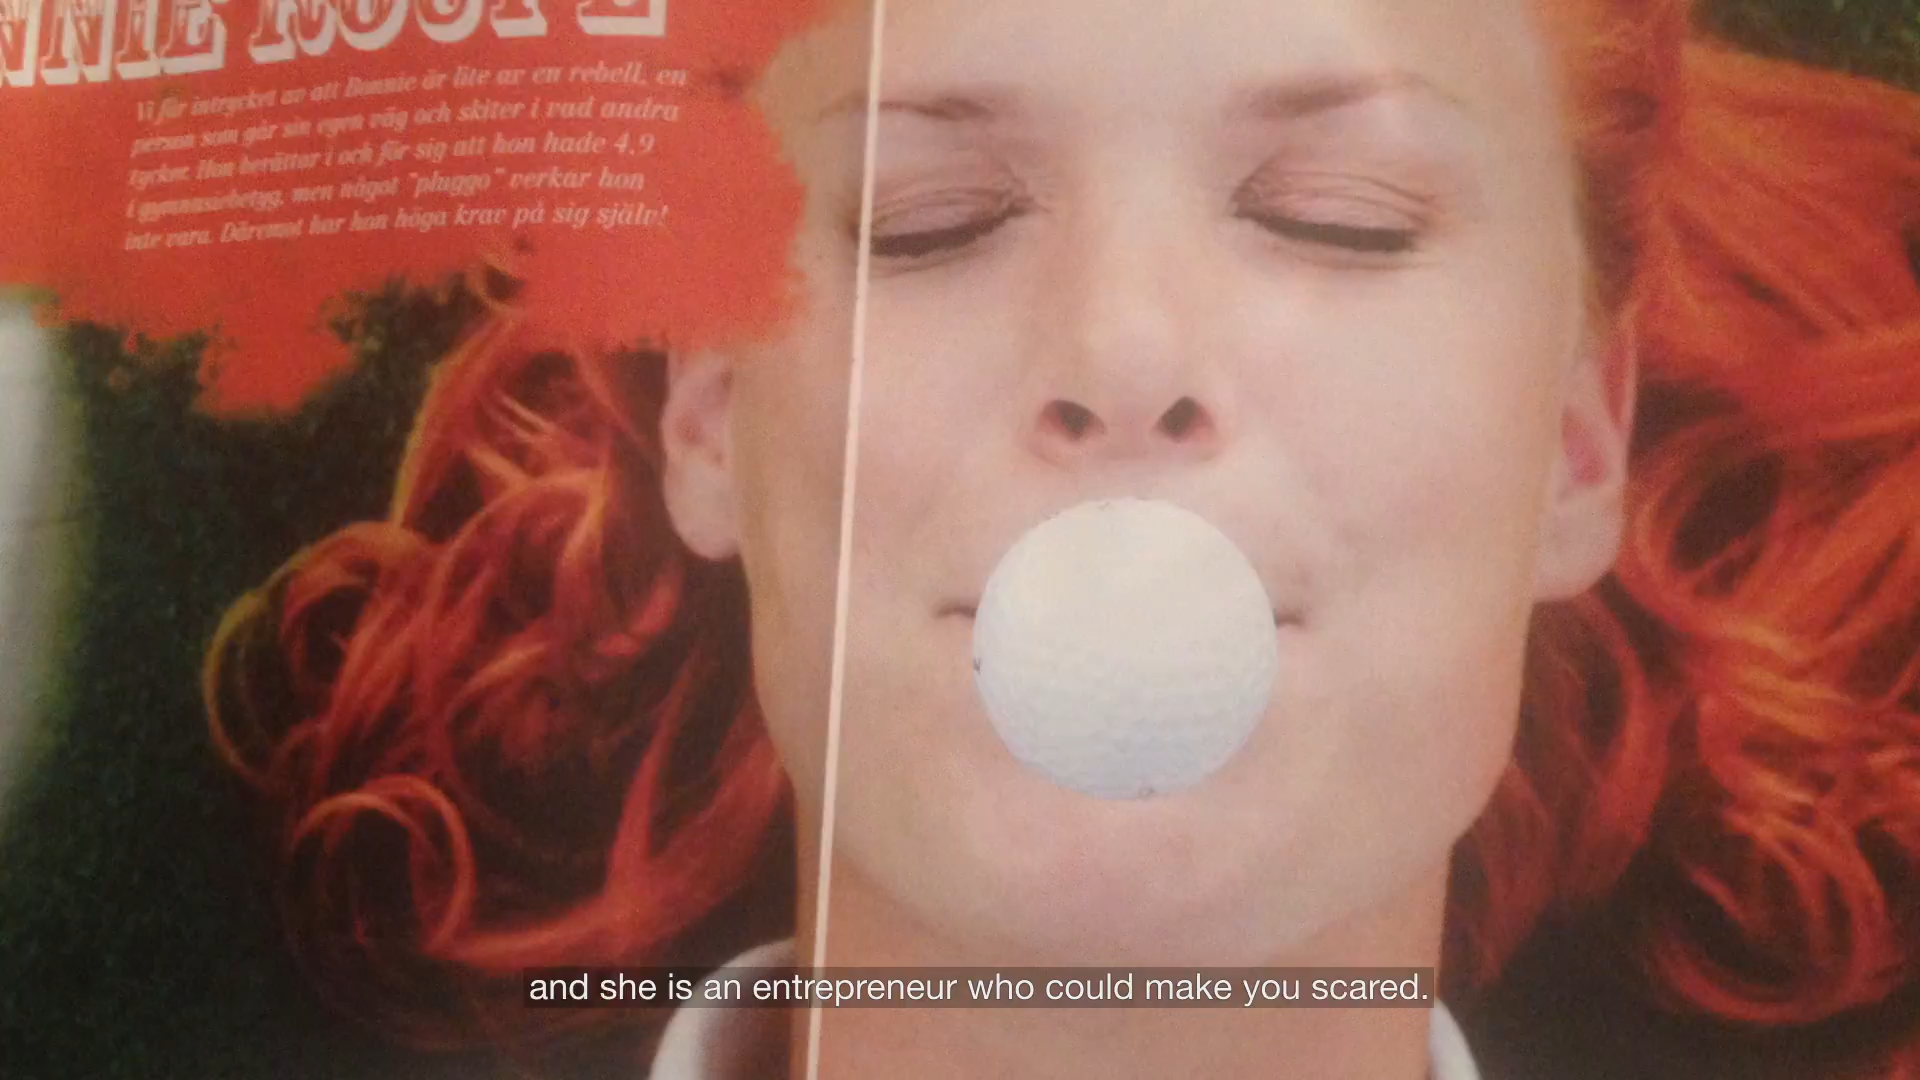 NNIE ROUPE
Vi får intrycket av att Bonnie är lite av en rebell, en
person som går sin egen väg och skiter i vad andra
tycker. Hon berättar i och för sig att hon hade 4,9
i gymnasiebetyg, men något "pluggo" verkar hon
inte vara. Däremot har hon höga krav på sig själv!
and she is an entrepreneur who could make you scared.